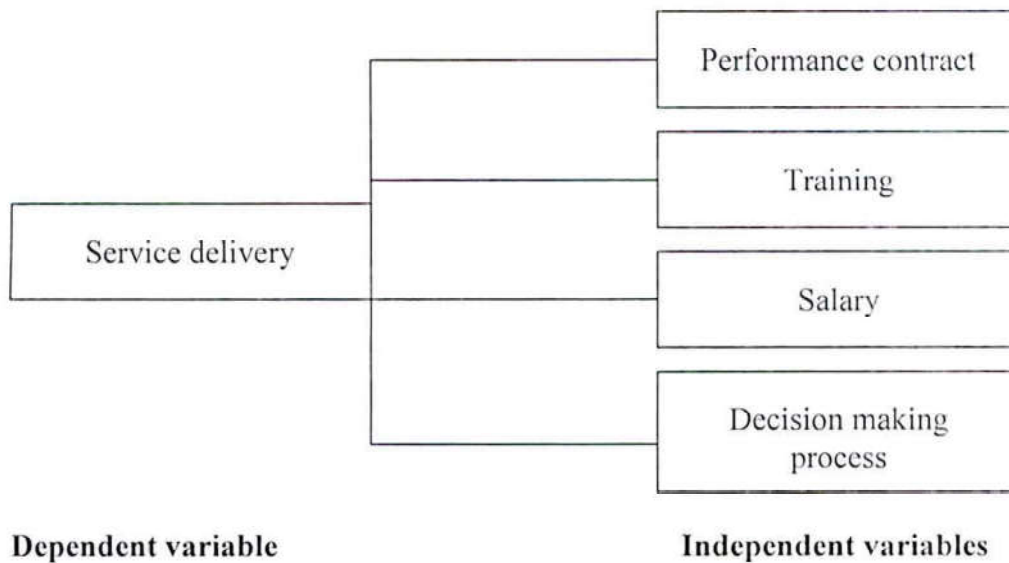 Performance contract
Training
Service delivery
Salary
Decision making
process
Dependent variable
Independent variables